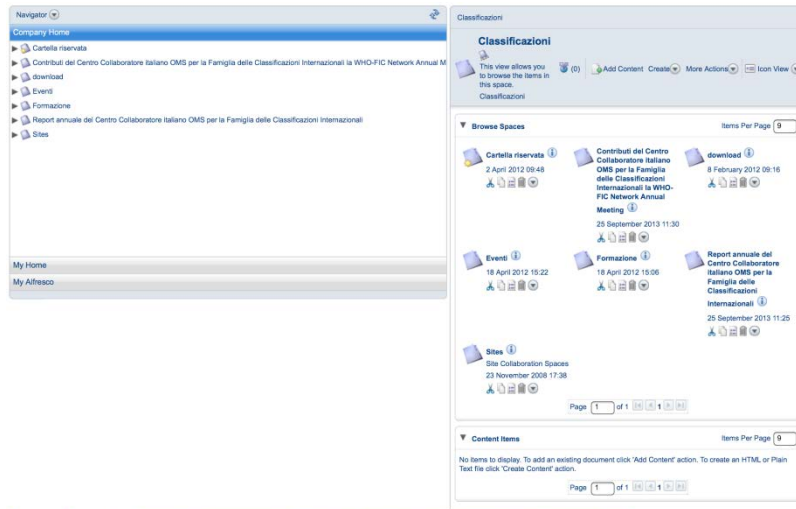 Navigator
Company Home
Cartella riservata
Contributi del Centro Collaboratore italiano OMS per la Famiglia delle Classificazioni Internazionali la WHO-FIC Network Annual M
download
Eventi
Formazione
Report annuale del Centro Collaboratore italiano OMS per la Famiglia delle Classificazioni Internazionali
Sites
My Home
My Alfresco
Classificazioni
Classificazioni
This view allows you
to browse the items in
this space.
Classificazioni
(0)
Add Content Create More Actions Icon View
Browse Spaces
Items Per Page 9
Cartella riservata
2 April 2012 09:48
Contributi del Centro
Collaboratore italiano
OMS per la Famiglia
delle Classificazioni
Internazionali la WHO-
FIC Network Annual
Meeting
25 September 2013 11:30
download
8 February 2012 09:16
Eventi
18 April 2012 15:22
Formazione
18 April 2012 15:06
Report annuale del
Centro Collaboratore
italiano OMS per la
Famiglia delle
Classificazioni
Internazionali
25 September 2013 11:25
Sites
Site Collaboration Spaces
23 November 2008 17:38
Page 1 of 1 1
Content Items
Items Per Page 9
No items to display. To add an existing document click 'Add Content' action. To create an HTML or Plain
Text file click 'Create Content' action.
Page 1 of 1 1